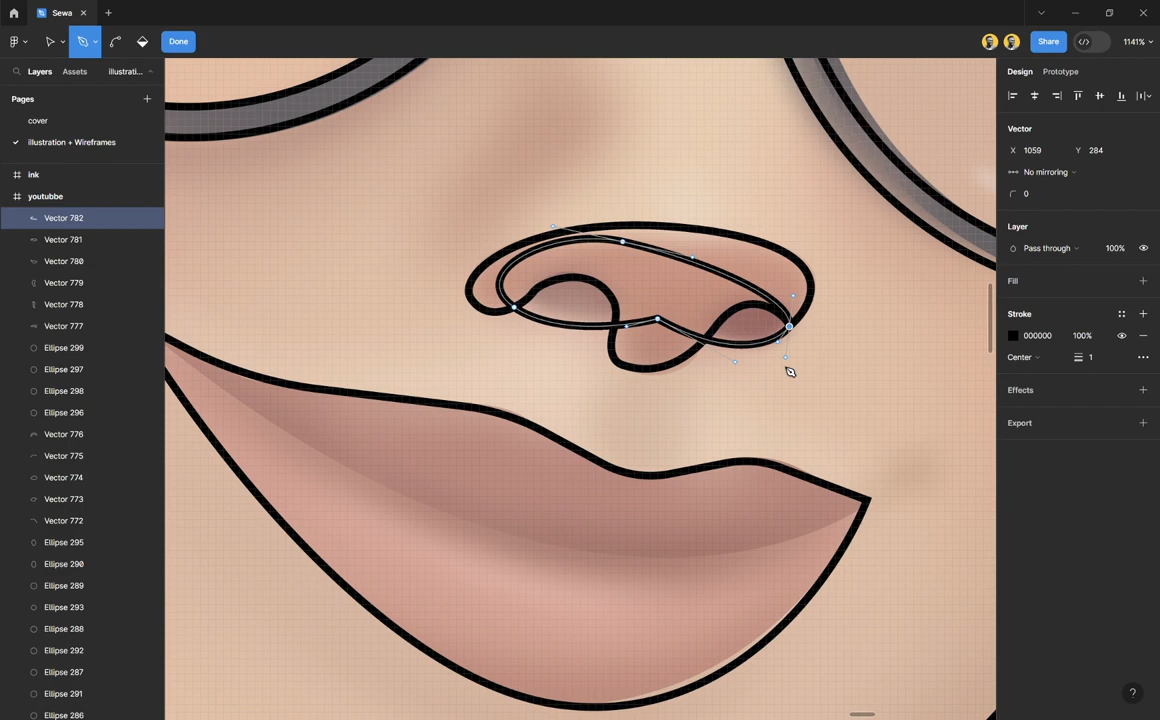 Sewa
Done
Share
1141%
Layers
Assets
illustrati...
Design
Prototype
Pages
cover
illustration + Wireframes
ink
youtubbe
Vector 782
Vector 781
Vector 780
Vector 779
Vector 778
Vector 777
Ellipse 299
Ellipse 297
Ellipse 298
Ellipse 296
Vector 776
Vector 775
Vector 774
Vector 773
Vector 772
Ellipse 295
Ellipse 290
Ellipse 289
Ellipse 293
Ellipse 288
Ellipse 292
Ellipse 287
Ellipse 291
Ellipse 286
Vector
X 1059 Y 284
No mirroring
0
Layer
Pass through 100%
Fill
Stroke
000000 100%
Center 1
Effects
Export
?